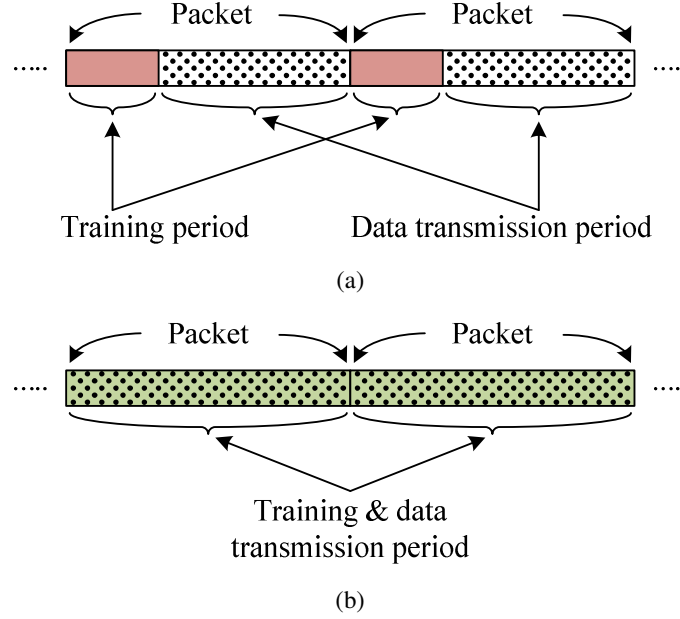 Packet Packet
..... ....
Training period Data transmission period
(a)
Packet Packet
..... ....
Training & data
transmission period
(b)